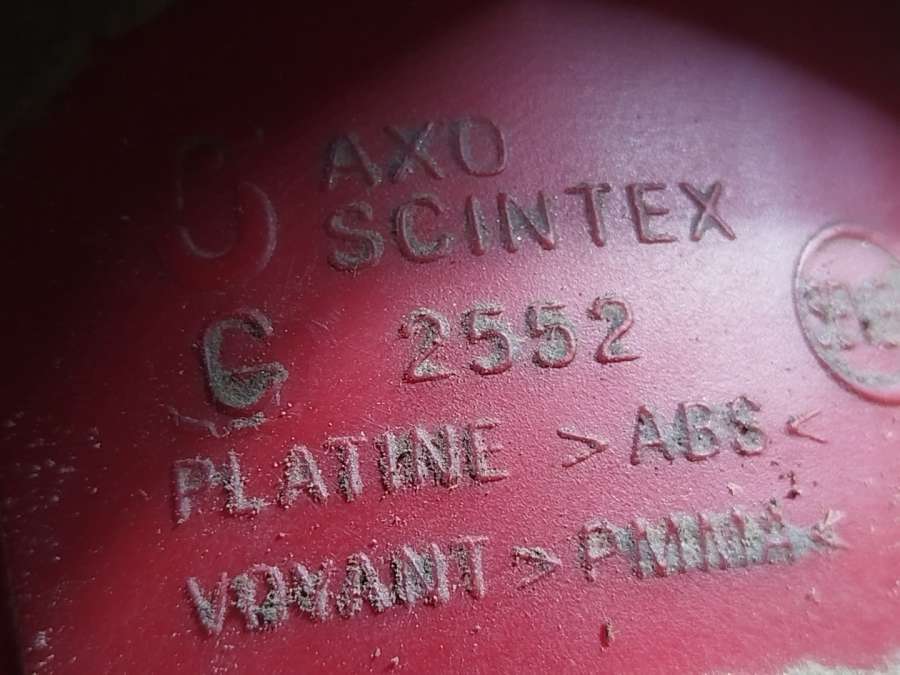 AXO
SCINTEX
G 2552
PLATINE >ABS<
VOYANT >PMMA<